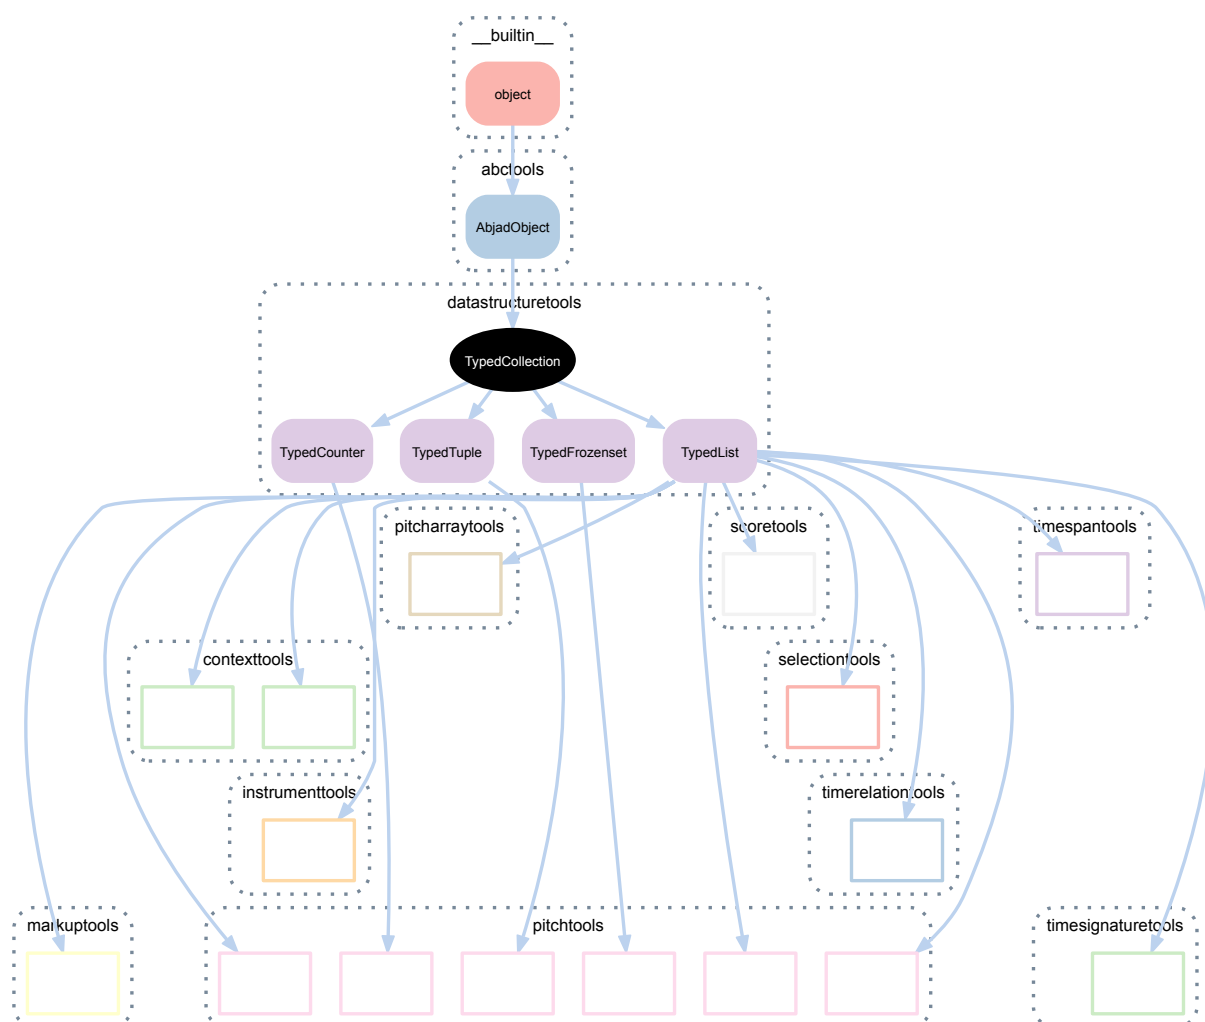 __builtin__
object
abctools
AbjadObject
datastructuretools
TypedCollection
TypedCounter
TypedTuple
TypedFrozenset
TypedList
pitcharraytools
scoretools
timespantools
contexttools
selectiontools
instrumenttools
timerelationtools
markuptools
pitchtools
timesignaturetools